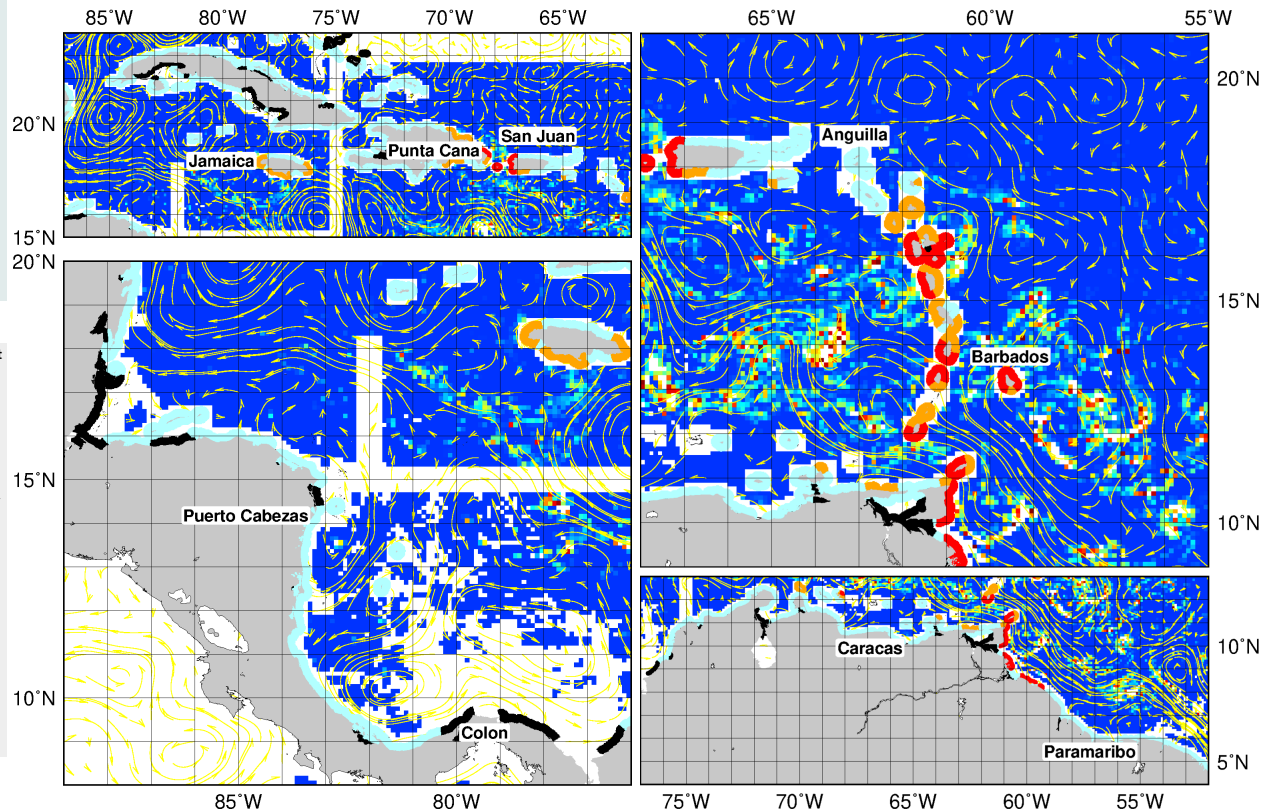 85°W 80°W 75°W 70°W 65°W
65°W 60°W 55°W
20°N
15°N
San Juan
Punta Cana
Jamaica
20°N
15°N
10°N
Puerto Cabezas
Colon
85°W 80°W
Anguilla
Barbados
20°N
15°N
10°N
Caracas
Paramaribo
10°N
5°N
75°W 70°W 65°W 60°W 55°W